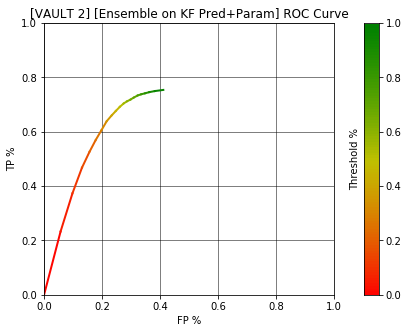 [VAULT 2] [Ensemble on KF Pred+Param] ROC Curve
1.0
0.8
0.6
0.4
0.2
0.0
TP %
0.0 0.2 0.4 0.6 0.8 1.0
FP %
1.0
0.8
0.6
0.4
0.2
0.0
Threshold %